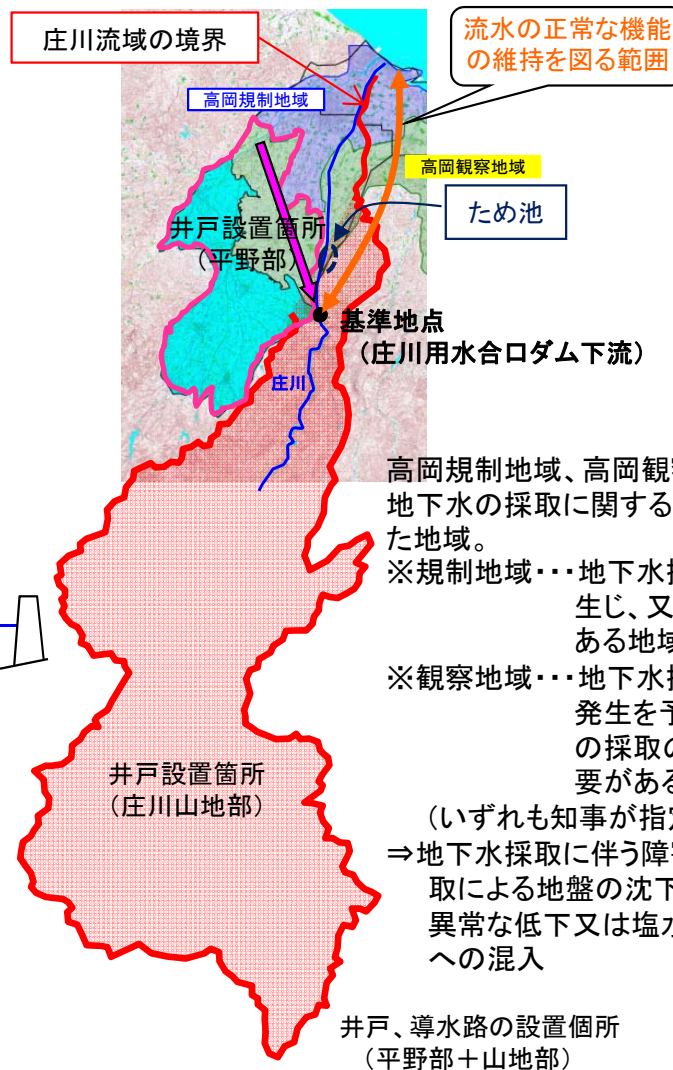 庄川流域の境界
流水の正常な機能
の維持を図る範囲
高岡規制地域
高岡観察地域
ため池
井戸設置箇所
(平野部)
基準地点
(庄川用水合口ダム下流)
庄川
高岡規制地域、高岡観
地下水の採取に関する
た地域。
※規制地域・・・地下水
生じ、又
ある地域
※観察地域・・・地下水
発生を予
の採取の
要がある
(いずれも知事が指
⇒地下水採取に伴う障
取による地盤の沈下
異常な低下又は塩
への混入
井戸設置箇所
(庄川山地部)
井戸、導水路の設置個所
(平野部+山地部)